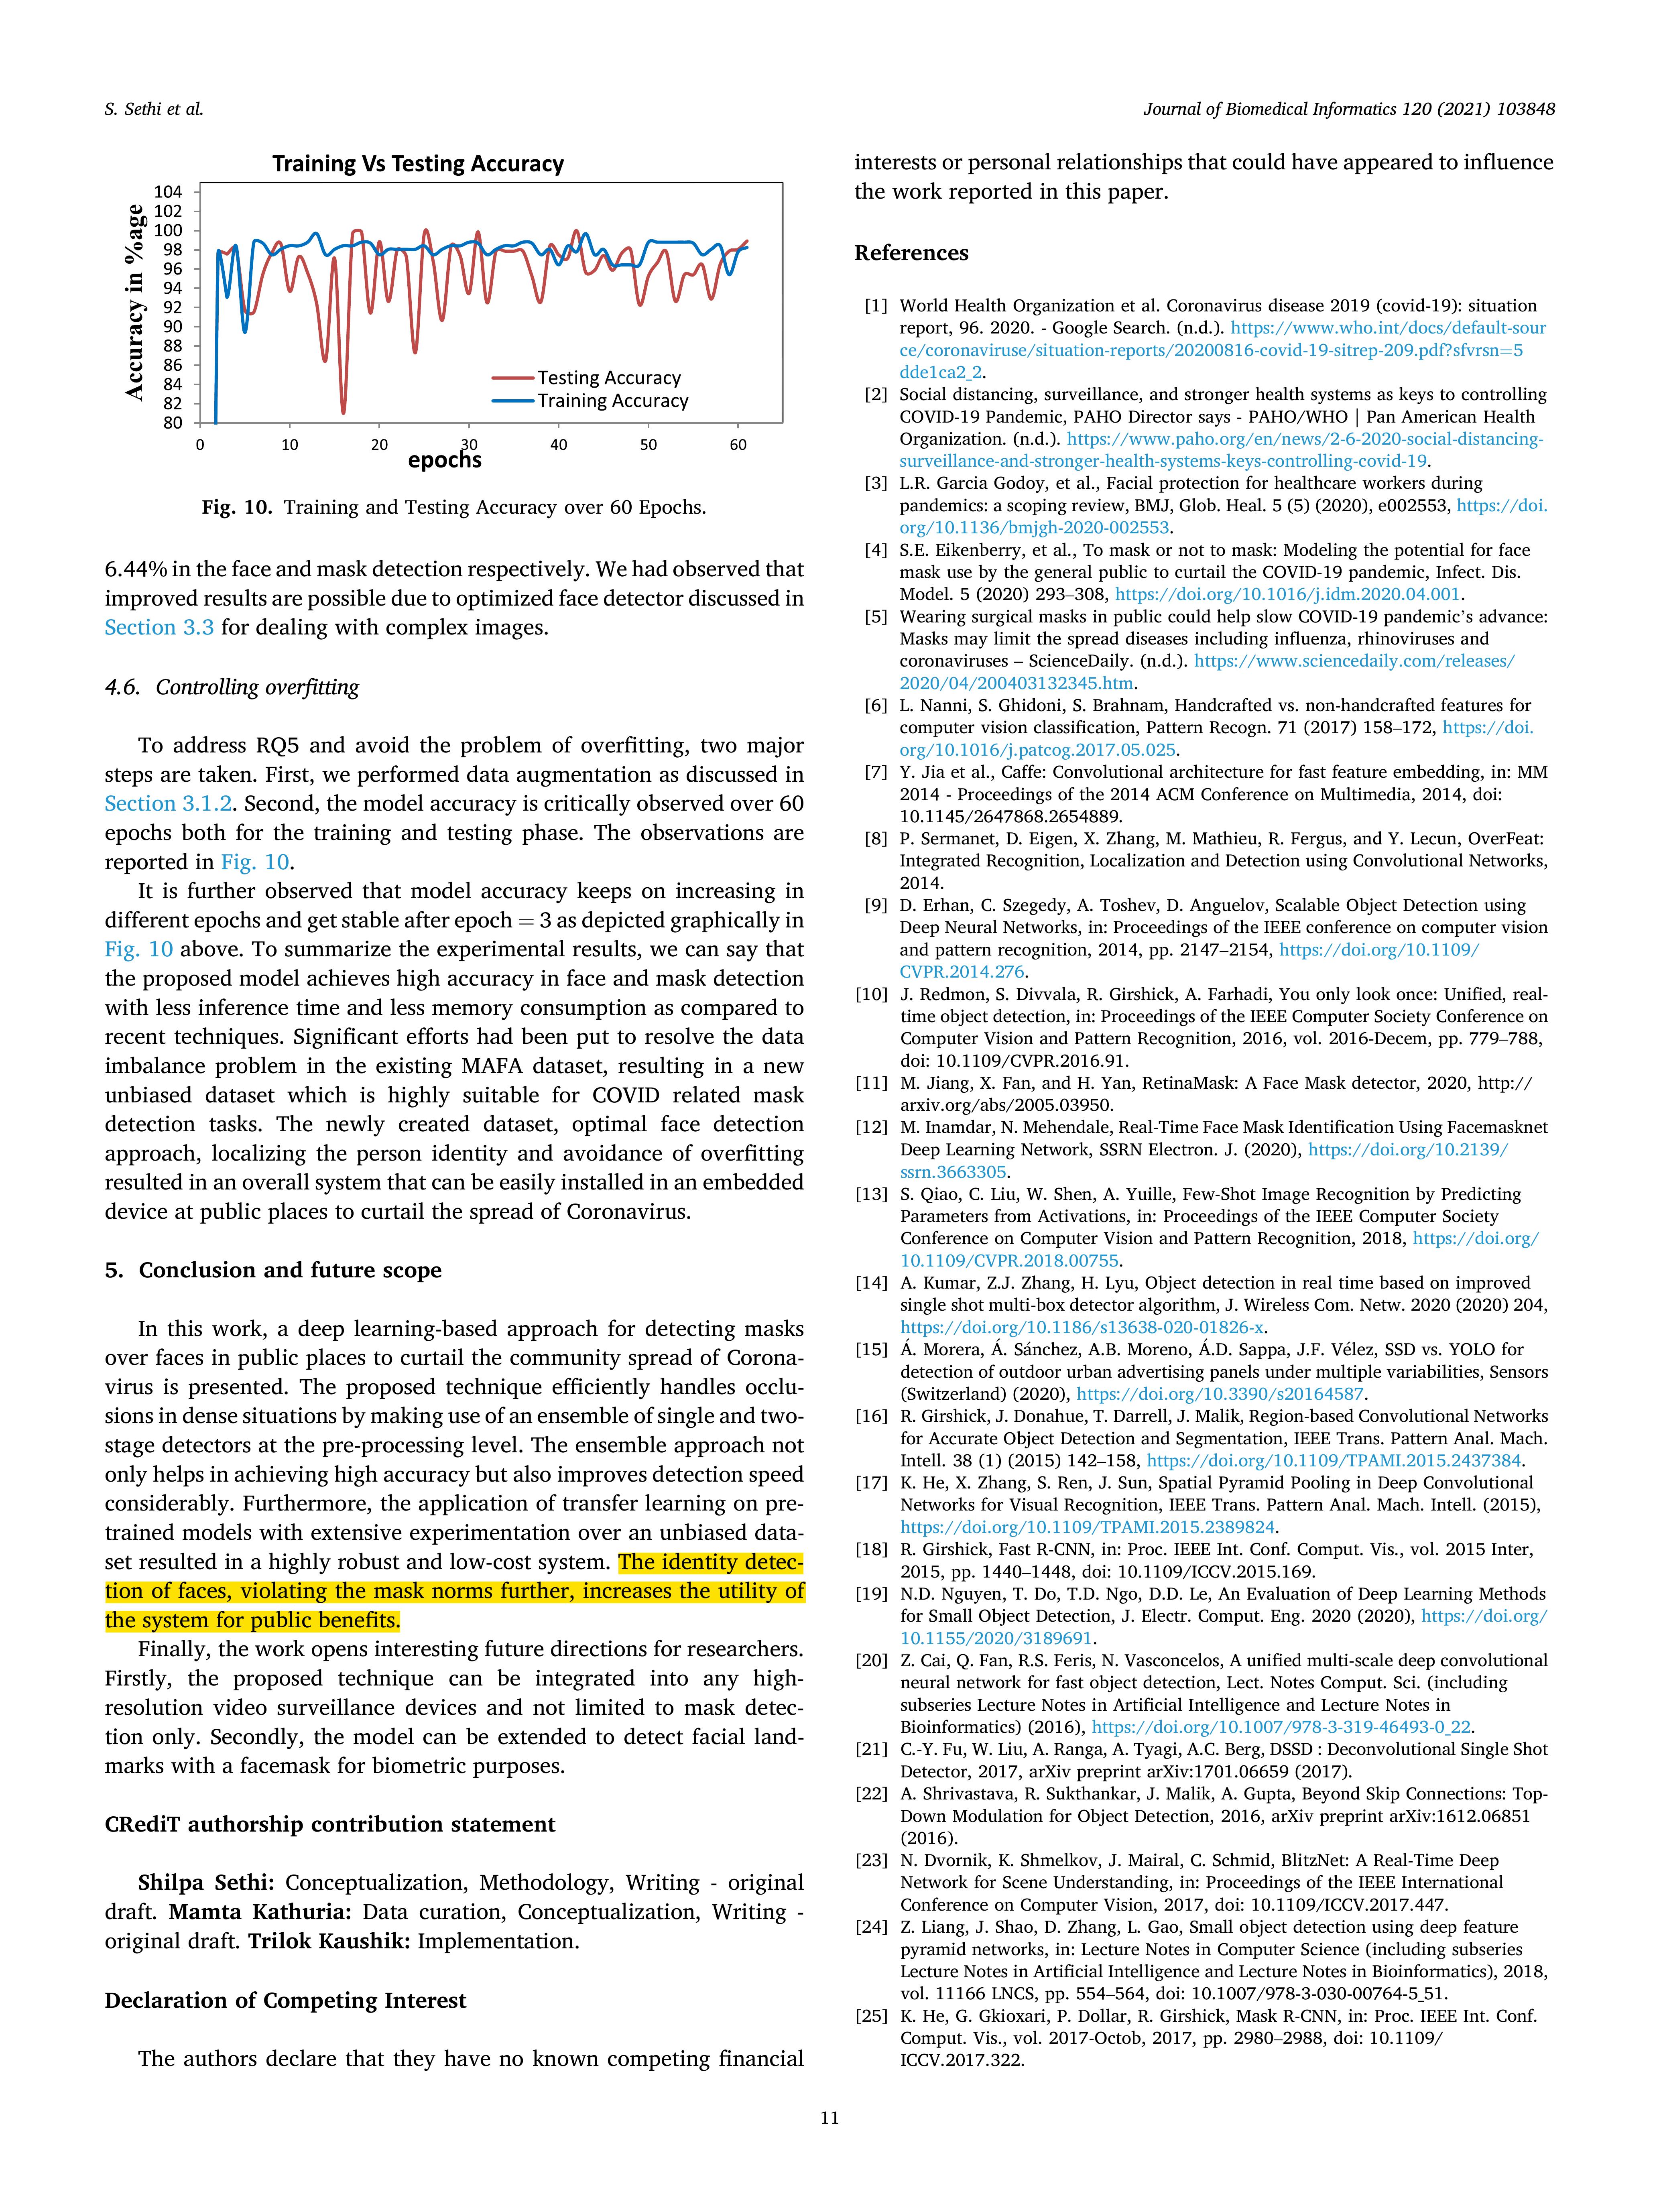 S. Sethi et al.
Journal of Biomedical Informatics 120 (2021) 103848
Training Vs Testing Accuracy
Accuracy in %age
104
102
100
98
96
94
92
90
88
86
84
82
80
Testing Accuracy
Training Accuracy
0 10 20 30 40 50 60
epochs
Fig. 10. Training and Testing Accuracy over 60 Epochs.
6.44% in the face and mask detection respectively. We had observed that
improved results are possible due to optimized face detector discussed in
Section 3.3 for dealing with complex images.
4.6. Controlling overfitting
To address RQ5 and avoid the problem of overfitting, two major
steps are taken. First, we performed data augmentation as discussed in
Section 3.1.2. Second, the model accuracy is critically observed over 60
epochs both for the training and testing phase. The observations are
reported in Fig. 10.
It is further observed that model accuracy keeps on increasing in
different epochs and get stable after epoch = 3 as depicted graphically in
Fig. 10 above. To summarize the experimental results, we can say that
the proposed model achieves high accuracy in face and mask detection
with less inference time and less memory consumption as compared to
recent techniques. Significant efforts had been put to resolve the data
imbalance problem in the existing MAFA dataset, resulting in a new
unbiased dataset which is highly suitable for COVID related mask
detection tasks. The newly created dataset, optimal face detection
approach, localizing the person identity and avoidance of overfitting
resulted in an overall system that can be easily installed in an embedded
device at public places to curtail the spread of Coronavirus.
5. Conclusion and future scope
In this work, a deep learning-based approach for detecting masks
over faces in public places to curtail the community spread of Corona-
virus is presented. The proposed technique efficiently handles occlu-
sions in dense situations by making use of an ensemble of single and two-
stage detectors at the pre-processing level. The ensemble approach not
only helps in achieving high accuracy but also improves detection speed
considerably. Furthermore, the application of transfer learning on pre-
trained models with extensive experimentation over an unbiased data-
set resulted in a highly robust and low-cost system. The identity detec-
tion of faces, violating the mask norms further, increases the utility of
the system for public benefits.
Finally, the work opens interesting future directions for researchers.
Firstly, the proposed technique can be integrated into any high-
resolution video surveillance devices and not limited to mask detec-
tion only. Secondly, the model can be extended to detect facial land-
marks with a facemask for biometric purposes.
CRediT authorship contribution statement
Shilpa Sethi: Conceptualization, Methodology, Writing - original
draft. Mamta Kathuria: Data curation, Conceptualization, Writing -
original draft. Trilok Kaushik: Implementation.
Declaration of Competing Interest
The authors declare that they have no known competing financial
interests or personal relationships that could have appeared to influence
the work reported in this paper.
References
[1] World Health Organization et al. Coronavirus disease 2019 (covid-19): situation
report, 96. 2020. - Google Search. (n.d.). https://www.who.int/docs/default-sour
ce/coronaviruse/situation-reports/20200816-covid-19-sitrep-209.pdf?sfvrsn=5
dde1ca2_2.
[2] Social distancing, surveillance, and stronger health systems as keys to controlling
COVID-19 Pandemic, PAHO Director says - PAHO/WHO | Pan American Health
Organization. (n.d.). https://www.paho.org/en/news/2-6-2020-social-distancing-
surveillance-and-stronger-health-systems-keys-controlling-covid-19.
[3] L.R. Garcia Godoy, et al., Facial protection for healthcare workers during
pandemics: a scoping review, BMJ, Glob. Heal. 5 (5) (2020), e002553, https://doi.
org/10.1136/bmjgh-2020-002553.
[4] S.E. Eikenberry, et al., To mask or not to mask: Modeling the potential for face
mask use by the general public to curtail the COVID-19 pandemic, Infect. Dis.
Model. 5 (2020) 293–308, https://doi.org/10.1016/j.idm.2020.04.001.
[5] Wearing surgical masks in public could help slow COVID-19 pandemic’s advance:
Masks may limit the spread diseases including influenza, rhinoviruses and
coronaviruses – ScienceDaily. (n.d.). https://www.sciencedaily.com/releases/
2020/04/200403132345.htm.
[6] L. Nanni, S. Ghidoni, S. Brahnam, Handcrafted vs. non-handcrafted features for
computer vision classification, Pattern Recogn. 71 (2017) 158–172, https://doi.
org/10.1016/j.patcog.2017.05.025.
[7] Y. Jia et al., Caffe: Convolutional architecture for fast feature embedding, in: MM
2014 - Proceedings of the 2014 ACM Conference on Multimedia, 2014, doi:
10.1145/2647868.2654889.
[8] P. Sermanet, D. Eigen, X. Zhang, M. Mathieu, R. Fergus, and Y. Lecun, OverFeat:
Integrated Recognition, Localization and Detection using Convolutional Networks,
2014.
[9] D. Erhan, C. Szegedy, A. Toshev, D. Anguelov, Scalable Object Detection using
Deep Neural Networks, in: Proceedings of the IEEE conference on computer vision
and pattern recognition, 2014, pp. 2147–2154, https://doi.org/10.1109/
CVPR.2014.276.
[10] J. Redmon, S. Divvala, R. Girshick, A. Farhadi, You only look once: Unified, real-
time object detection, in: Proceedings of the IEEE Computer Society Conference on
Computer Vision and Pattern Recognition, 2016, vol. 2016-Decem, pp. 779–788,
doi: 10.1109/CVPR.2016.91.
[11] M. Jiang, X. Fan, and H. Yan, RetinaMask: A Face Mask detector, 2020, http://
arxiv.org/abs/2005.03950.
[12] M. Inamdar, N. Mehendale, Real-Time Face Mask Identification Using Facemasknet
Deep Learning Network, SSRN Electron. J. (2020), https://doi.org/10.2139/
ssrn.3663305.
[13] S. Qiao, C. Liu, W. Shen, A. Yuille, Few-Shot Image Recognition by Predicting
Parameters from Activations, in: Proceedings of the IEEE Computer Society
Conference on Computer Vision and Pattern Recognition, 2018, https://doi.org/
10.1109/CVPR.2018.00755.
[14] A. Kumar, Z.J. Zhang, H. Lyu, Object detection in real time based on improved
single shot multi-box detector algorithm, J. Wireless Com. Netw. 2020 (2020) 204,
https://doi.org/10.1186/s13638-020-01826-x.
[15] Á. Morera, Á. Sánchez, A.B. Moreno, Á.D. Sappa, J.F. Vélez, SSD vs. YOLO for
detection of outdoor urban advertising panels under multiple variabilities, Sensors
(Switzerland) (2020), https://doi.org/10.3390/s20164587.
[16] R. Girshick, J. Donahue, T. Darrell, J. Malik, Region-based Convolutional Networks
for Accurate Object Detection and Segmentation, IEEE Trans. Pattern Anal. Mach.
Intell. 38 (1) (2015) 142–158, https://doi.org/10.1109/TPAMI.2015.2437384.
[17] K. He, X. Zhang, S. Ren, J. Sun, Spatial Pyramid Pooling in Deep Convolutional
Networks for Visual Recognition, IEEE Trans. Pattern Anal. Mach. Intell. (2015),
https://doi.org/10.1109/TPAMI.2015.2389824.
[18] R. Girshick, Fast R-CNN, in: Proc. IEEE Int. Conf. Comput. Vis., vol. 2015 Inter,
2015, pp. 1440–1448, doi: 10.1109/ICCV.2015.169.
[19] N.D. Nguyen, T. Do, T.D. Ngo, D.D. Le, An Evaluation of Deep Learning Methods
for Small Object Detection, J. Electr. Comput. Eng. 2020 (2020), https://doi.org/
10.1155/2020/3189691.
[20] Z. Cai, Q. Fan, R.S. Feris, N. Vasconcelos, A unified multi-scale deep convolutional
neural network for fast object detection, Lect. Notes Comput. Sci. (including
subseries Lecture Notes in Artificial Intelligence and Lecture Notes in
Bioinformatics) (2016), https://doi.org/10.1007/978-3-319-46493-0_22.
[21] C.-Y. Fu, W. Liu, A. Ranga, A. Tyagi, A.C. Berg, DSSD : Deconvolutional Single Shot
Detector, 2017, arXiv preprint arXiv:1701.06659 (2017).
[22] A. Shrivastava, R. Sukthankar, J. Malik, A. Gupta, Beyond Skip Connections: Top-
Down Modulation for Object Detection, 2016, arXiv preprint arXiv:1612.06851
(2016).
[23] N. Dvornik, K. Shmelkov, J. Mairal, C. Schmid, BlitzNet: A Real-Time Deep
Network for Scene Understanding, in: Proceedings of the IEEE International
Conference on Computer Vision, 2017, doi: 10.1109/ICCV.2017.447.
[24] Z. Liang, J. Shao, D. Zhang, L. Gao, Small object detection using deep feature
pyramid networks, in: Lecture Notes in Computer Science (including subseries
Lecture Notes in Artificial Intelligence and Lecture Notes in Bioinformatics), 2018,
vol. 11166 LNCS, pp. 554–564, doi: 10.1007/978-3-030-00764-5_51.
[25] K. He, G. Gkioxari, P. Dollar, R. Girshick, Mask R-CNN, in: Proc. IEEE Int. Conf.
Comput. Vis., vol. 2017-Octob, 2017, pp. 2980–2988, doi: 10.1109/
ICCV.2017.322.
11